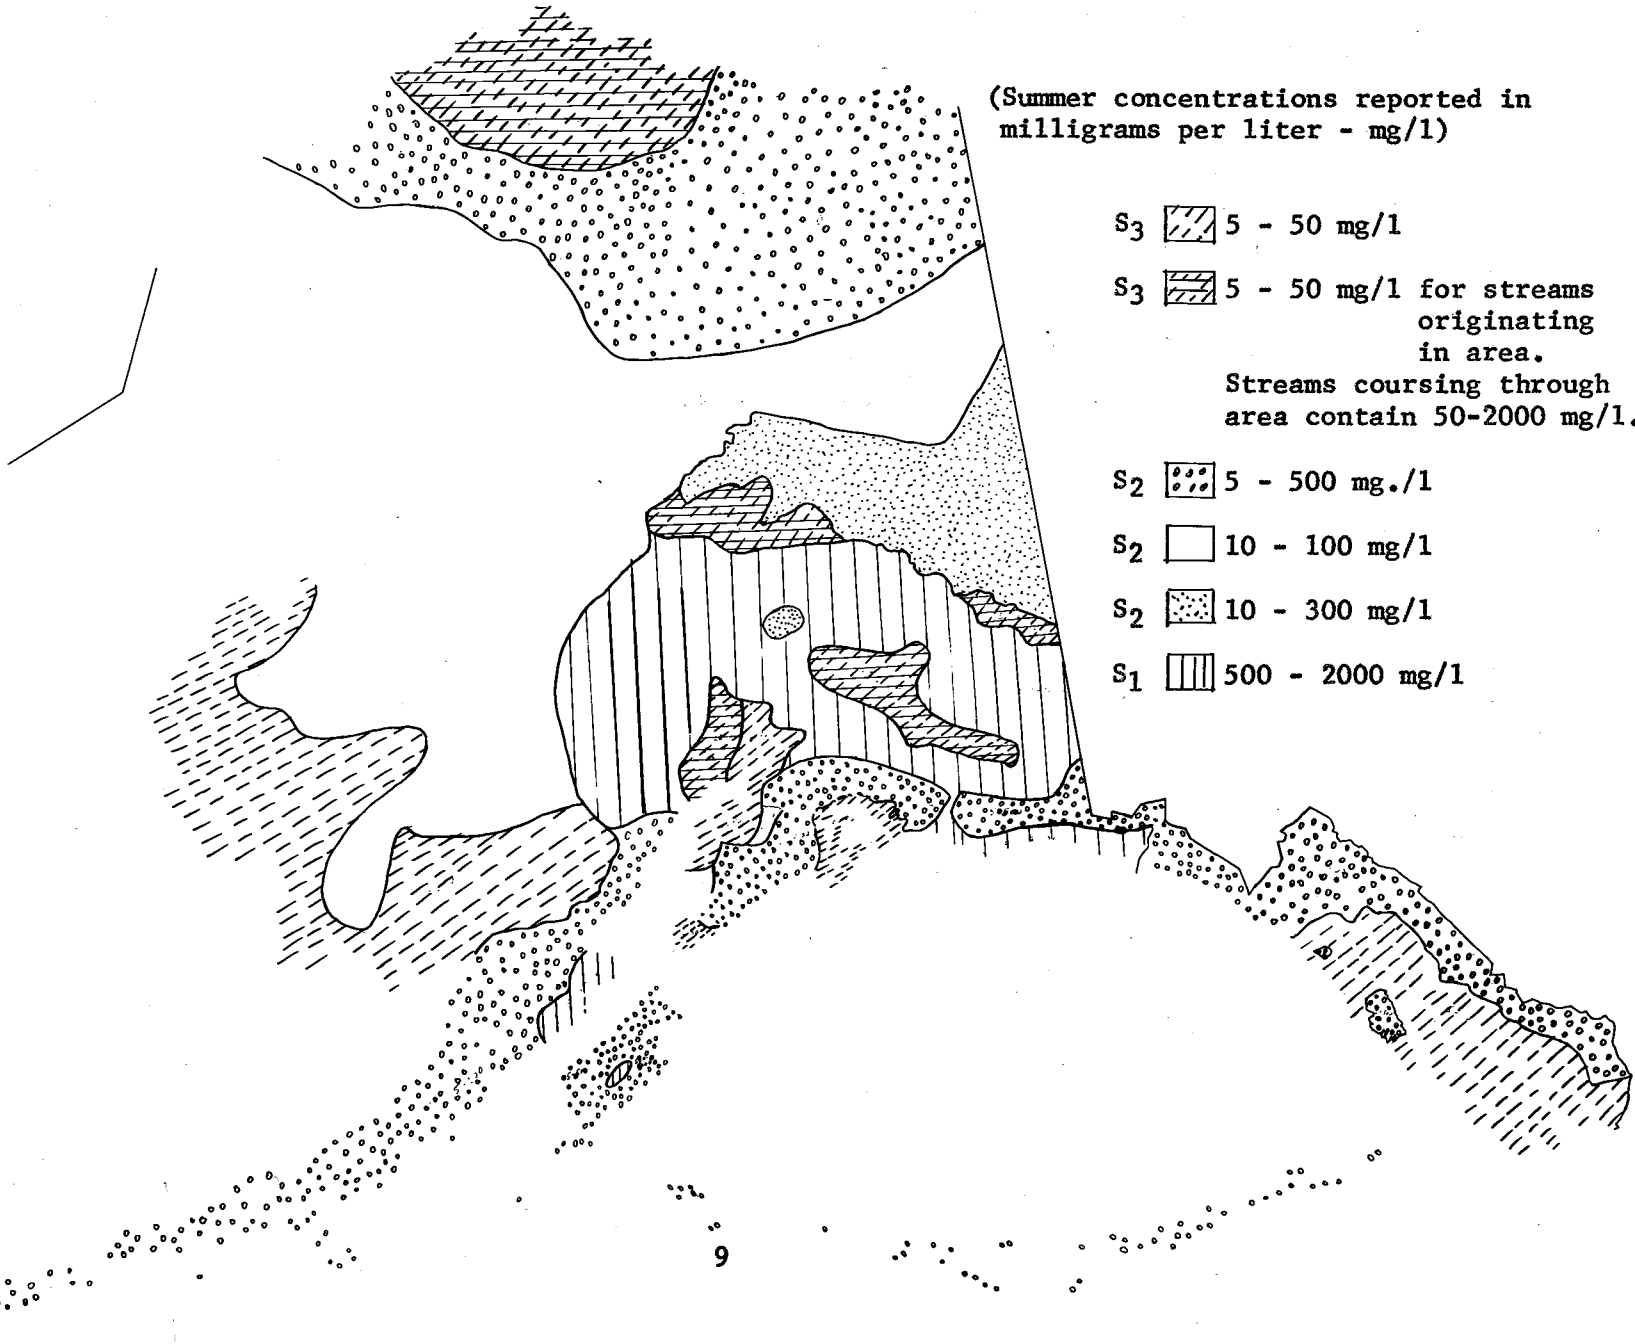 (Summer concentrations reported in
milligrams per liter - mg/l)
S3 5 - 50 mg/l
S3 5 - 50 mg/l for streams
originating
in area.
Streams coursing through
area contain 50-2000 mg/l.
S2 5 - 500 mg./l
S2 10 - 100 mg/l
S2 10 - 300 mg/l
S1 500 - 2000 mg/l
9